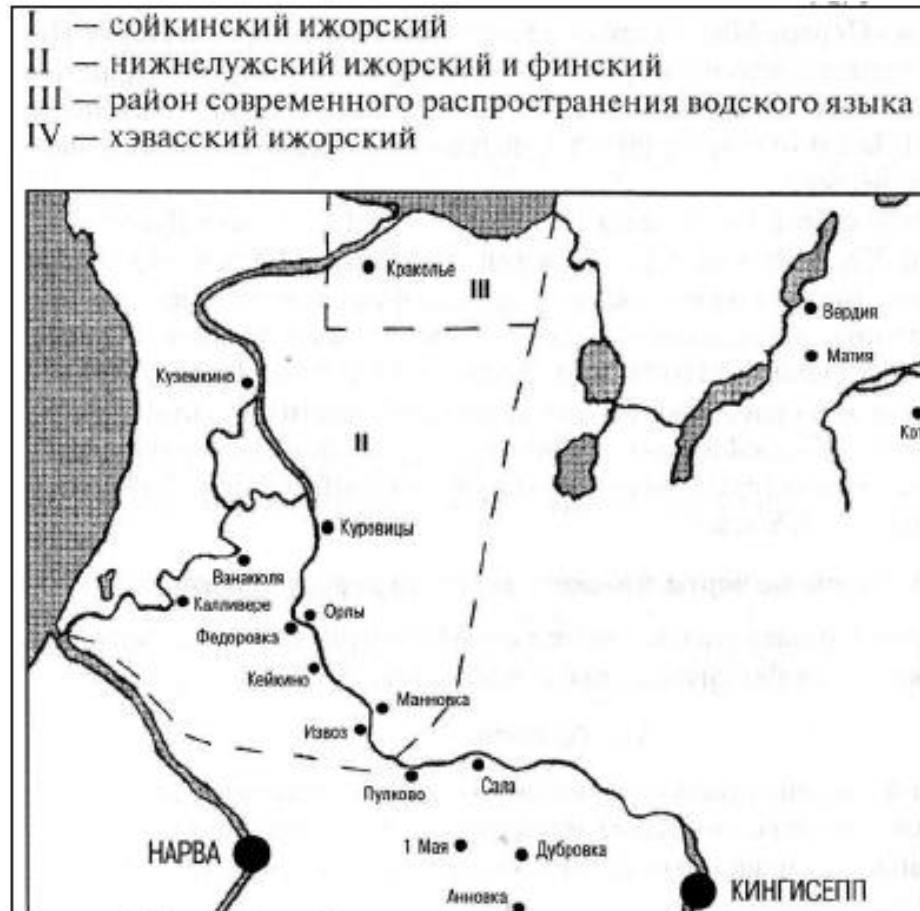 I — сойкинский ижорский
II — нижнелужский ижорский и финский
III — район современного распространения водского языка
IV — хэвасский ижорский
Краколье
III
Вердия
Матия
Куземкино
Кот
II
Куровицы
Ванакюля
Калливере
Орлы
Федоровка
Кейкино
Манновка
Извоз
Пулково
Сала
НАРВА
1 Мая
Дубровка
КИНГИСЕПП
Анновка